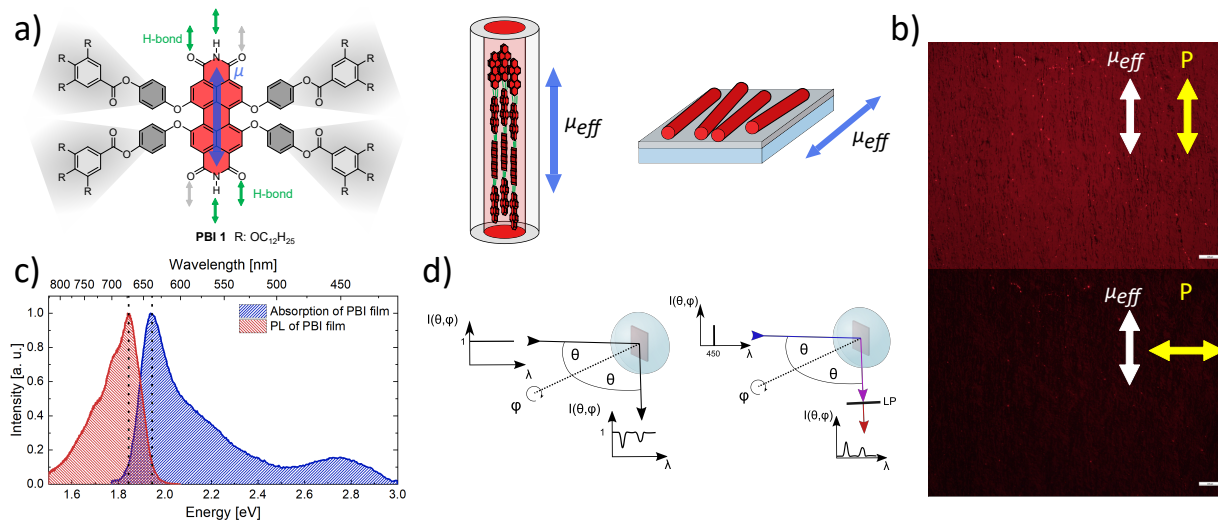 a)
H-bond
H
O N O
μ
R R R R
O O
O O O O
R R
R R
O O O O
O O
R R R R
O N O
H
H-bond
PBI 1 R: OC12H25
μeff
μeff
b)
μeff P
μeff P
c)
Wavelength [nm]
800 750 700 650 600 550 500 450
Absorption of PBI film
PL of PBI film
Intensity [a. u.]
1.0
0.8
0.6
0.4
0.2
0.0
1.6 1.8 2.0 2.2 2.4 2.6 2.8 3.0
Energy [eV]
d)
I(θ,φ)
1
λ
θ
θ
φ
I(θ,φ)
1
λ
I(θ,φ)
450
λ
θ
θ
φ
LP
I(θ,φ)
λ